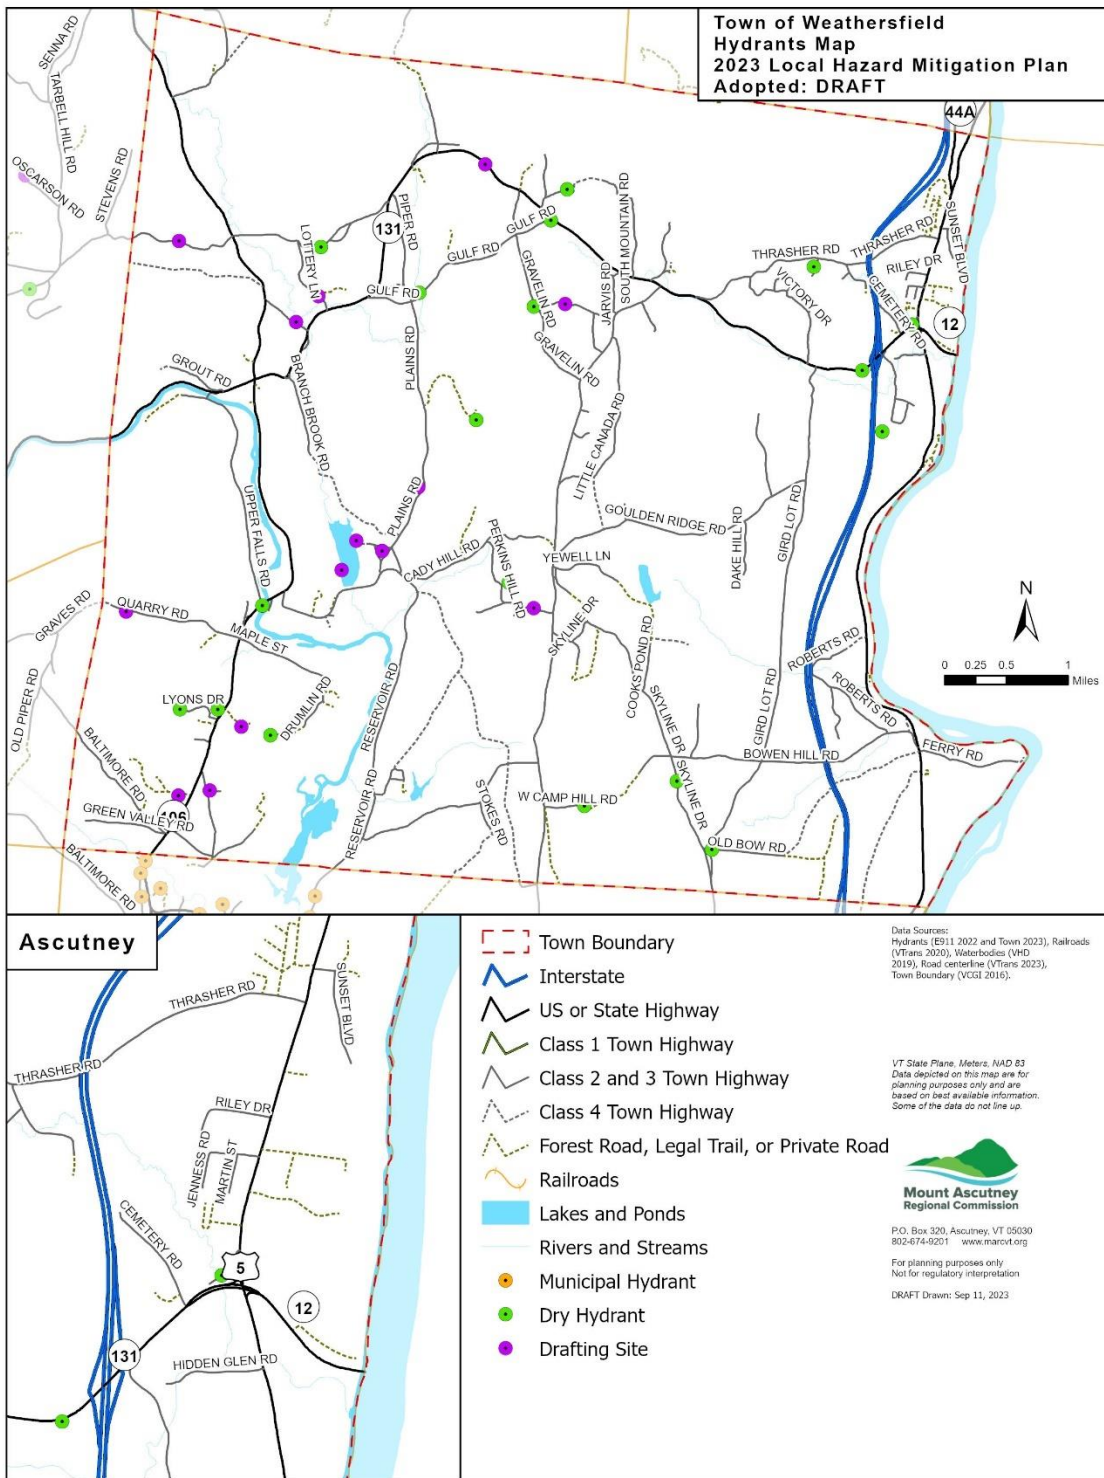 Town of Weathersfield
Hydrants Map
2023 Local Hazard Mitigation Plan
Adopted: DRAFT
44A
SENNA RD
TARBELL HILL RD
OSCARSON RD
STEVENS RD
LOTTERY LN
131
PIPER RD
GULF RD
GULF RD
GULF RD
SOUTH MOUNTAIN RD
GRAVELIN RD
JARVIS RD
GRAVELIN RD
THRASHER RD
THRASHER RD
VICTORY DR
RILEY DR
SUNSET BLVD
CEMETERY RD
12
GROUT RD
BRANCH BROOK RD
PLAINS RD
LITTLE CANADA RD
UPPER FALLS RD
PLAINS RD
CADY HILL RD
PERKINS HILL RD
GOULDEN RIDGE RD
YEWELL LN
DAKE HILL RD
GIRD LOT RD
GRAVES RD
QUARRY RD
MAPLE ST
SKYLINE DR
COOKS POND RD
ROBERTS RD
N
0 0.25 0.5 1
Miles
OLD PIPER RD
LYONS DR
DRUMLIN RD
RESERVOIR RD
SKYLINE DR
GIRD LOT RD
ROBERTS RD
BOWEN HILL RD
FERRY RD
BALTIMORE RD
106
GREEN VALLEY RD
BALTIMORE RD
RESERVOIR RD
STOKES RD
W CAMP HILL RD
SKYLINE DR
OLD BOW RD
Ascutney
THRASHER RD
SUNSET BLVD
THRASHER RD
RILEY DR
JENNESS RD
MARTIN ST
CEMETERY RD
5
12
131
HIDDEN GLEN RD
Town Boundary
Interstate
US or State Highway
Class 1 Town Highway
Class 2 and 3 Town Highway
Class 4 Town Highway
Forest Road, Legal Trail, or Private Road
Railroads
Lakes and Ponds
Rivers and Streams
Municipal Hydrant
Dry Hydrant
Drafting Site
Data Sources:
Hydrants (E911 2022 and Town 2023), Railroads
(VTrans 2020), Waterbodies (VHD
2019), Road centerline (VTrans 2023),
Town Boundary (VCGI 2016).
VT State Plane, Meters, NAD 83
Data depicted on this map are for
planning purposes only and are
based on best available information.
Some of the data do not line up.
Mount Ascutney
Regional Commission
P.O. Box 320, Ascutney, VT 05030
802-674-9201 www.marcvt.org
For planning purposes only
Not for regulatory interpretation
DRAFT Drawn: Sep 11, 2023